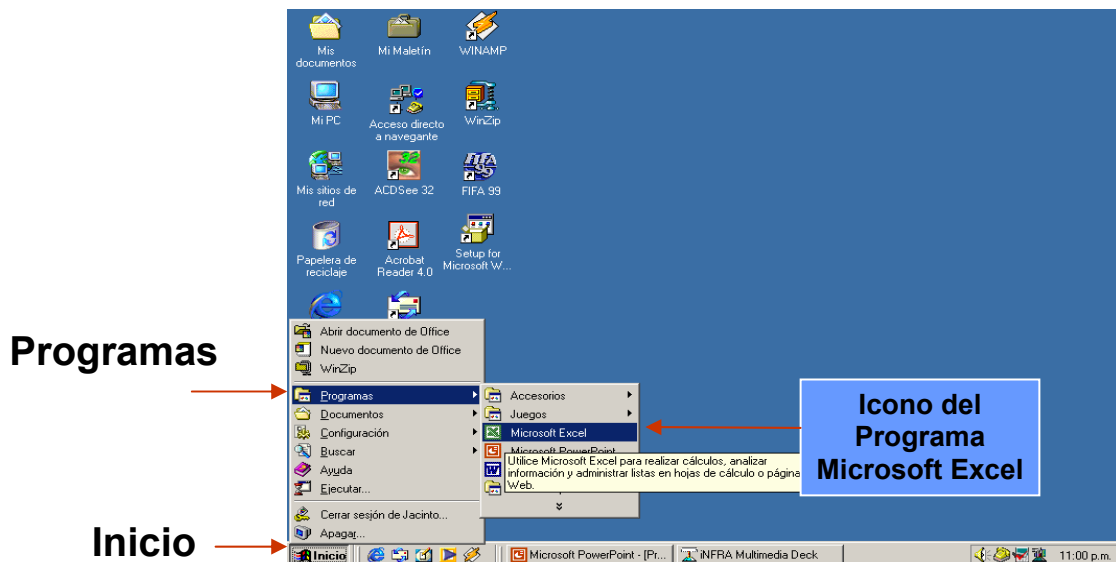 Mis
documentos
Mi Maletín
WINAMP
Mi PC
Acceso directo
a navegante
WinZip
Mis sitios de
red
ACDSee 32
FIFA 99
FIFA
99
Papelera de
reciclaje
Acrobat
Reader 4.0
Setup for
Microsoft W...
Abrir documento de Office
Nuevo documento de Office
WinZip
Programas
Programas
Documentos
Configuración
Buscar
Ayuda
Ejecutar...
Cerrar sesión de Jacinto...
Apagar...
Accesorios
Juegos
Microsoft Excel
Microsoft PowerPoint
Utilice Microsoft Excel para realizar cálculos, analizar
información y administrar listas en hojas de cálculo o página
Web.
Icono del
Programa
Microsoft Excel
Inicio
Inicio
Microsoft PowerPoint - [Pr...
iNFRA Multimedia Deck
11:00 p.m.